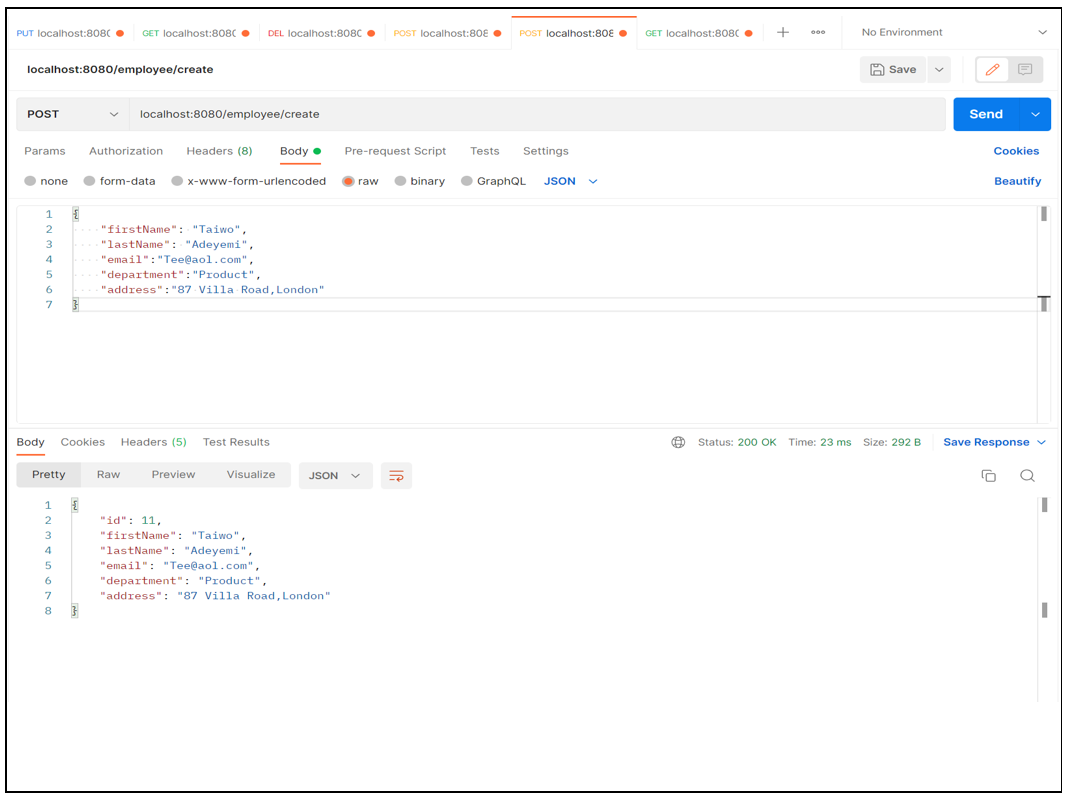 PUT localhost:8080 GET localhost:8080 DEL localhost:8080 POST localhost:808 POST localhost:808 GET localhost:8080 + ooo No Environment
localhost:8080/employee/create Save
POST localhost:8080/employee/create Send
Params Authorization Headers (8) Body Pre-request Script Tests Settings Cookies
none form-data x-www-form-urlencoded raw binary GraphQL JSON Beautify
1 {
2 "firstName": "Taiwo",
3 "lastName": "Adeyemi",
4 "email":"Tee@aol.com",
5 "department":"Product",
6 "address":"87 Villa Road,London"
7 }
Body Cookies Headers (5) Test Results Status: 200 OK Time: 23 ms Size: 292 B Save Response
Pretty Raw Preview Visualize JSON
1 {
2 "id": 11,
3 "firstName": "Taiwo",
4 "lastName": "Adeyemi",
5 "email": "Tee@aol.com",
6 "department": "Product",
7 "address": "87 Villa Road,London"
8 }